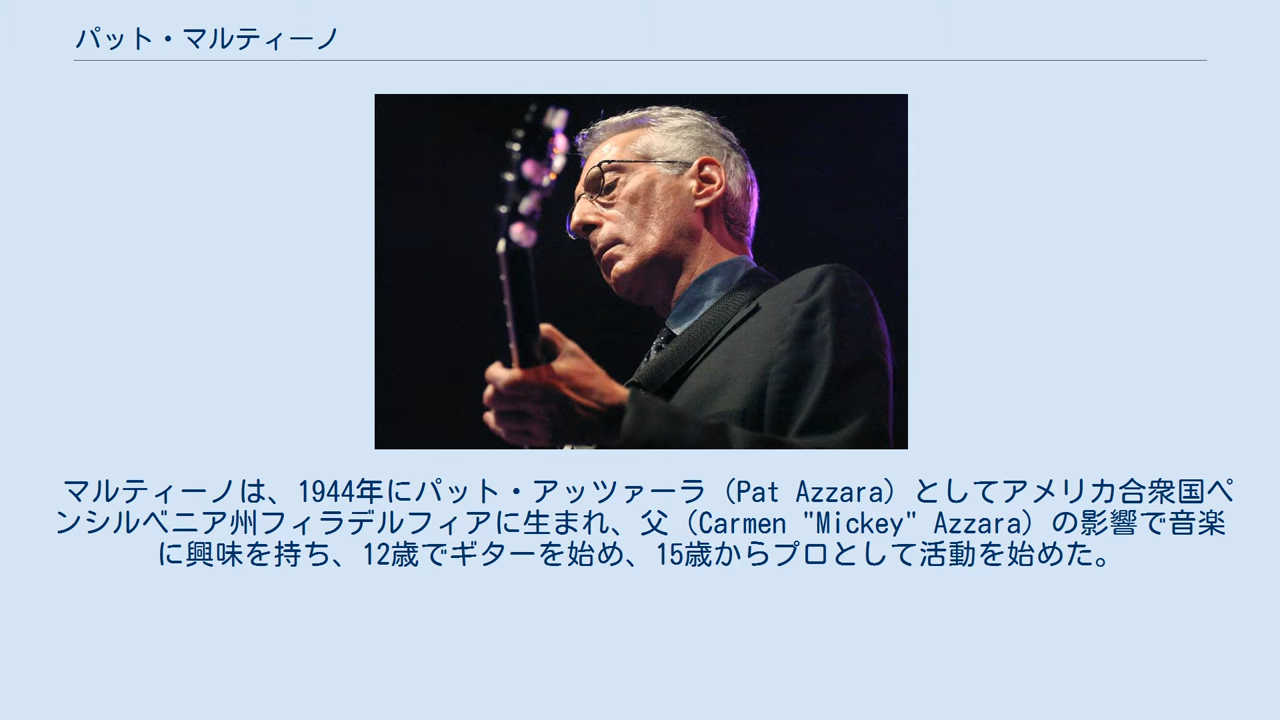 パット・マルティーノ
マルティーノは、1944年にパット・アッツァーラ（Pat Azzara）としてアメリカ合衆国ペ
ンシルベニア州フィラデルフィアに生まれ、父（Carmen "Mickey" Azzara）の影響で音楽
に興味を持ち、12歳でギターを始め、15歳からプロとして活動を始めた。